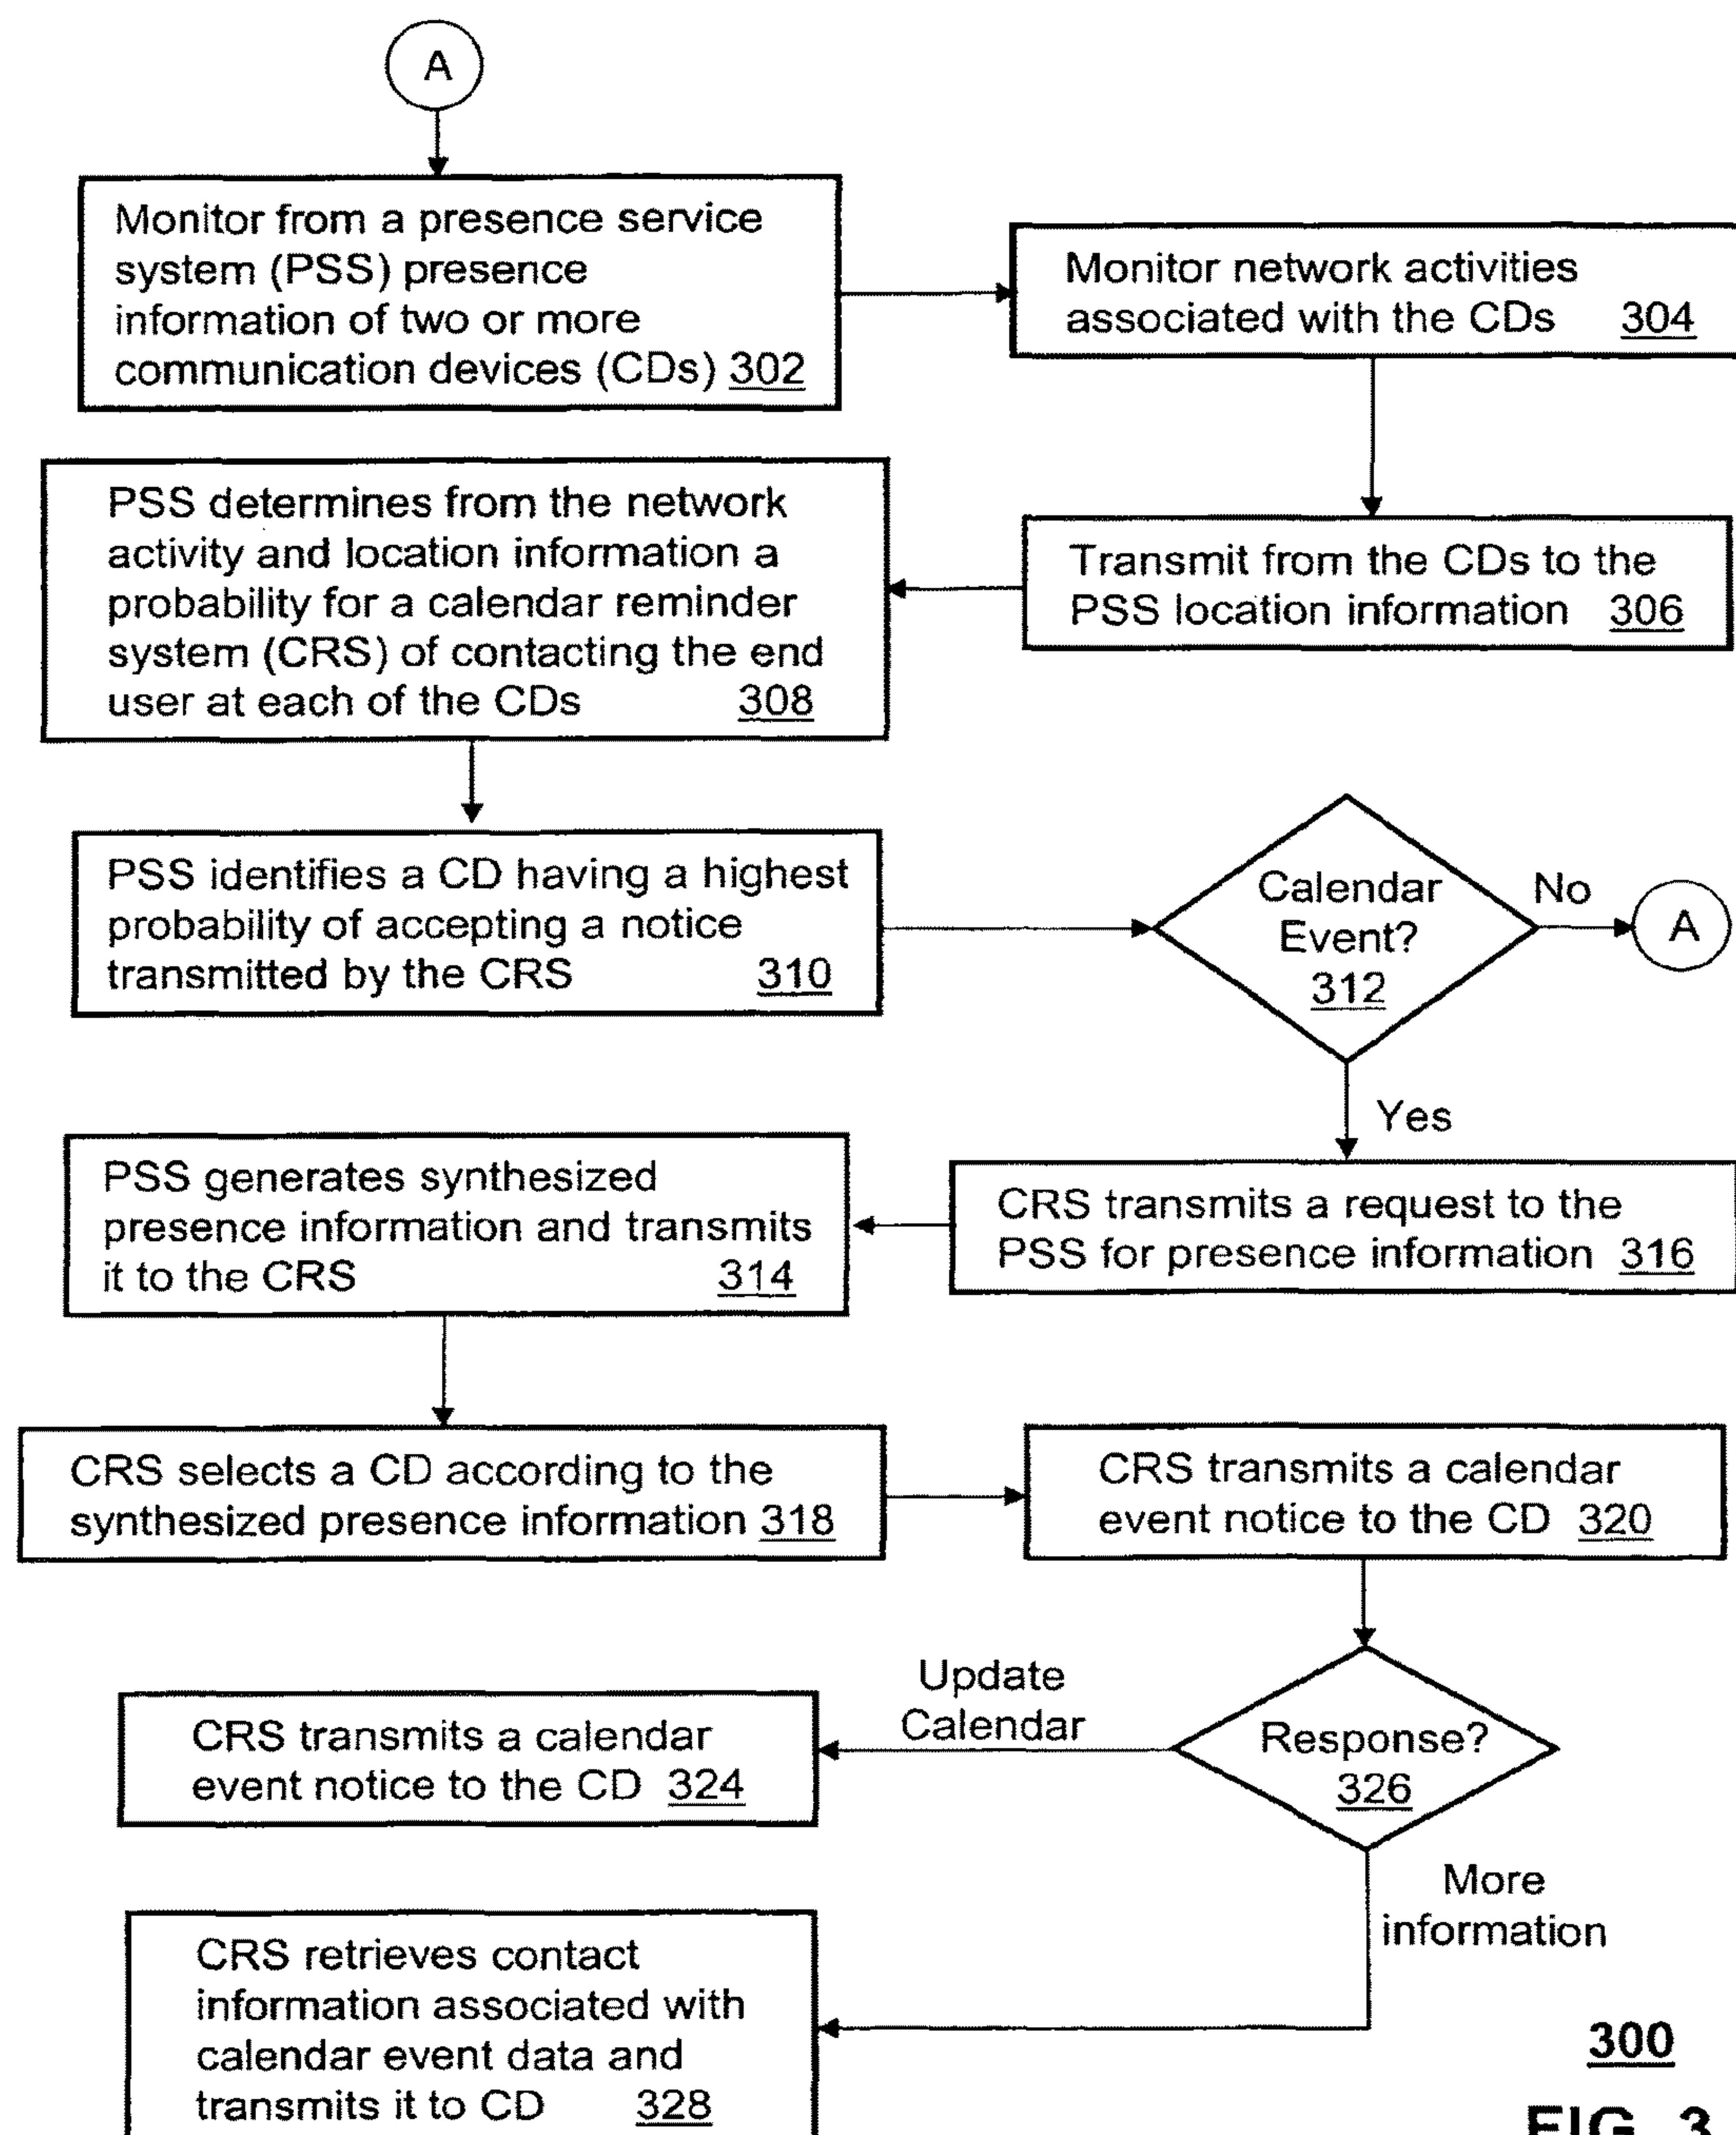 A
Monitor from a presence service
system (PSS) presence
information of two or more
communication devices (CDs) 302
Monitor network activities
associated with the CDs 304
Transmit from the CDs to the
PSS location information 306
PSS determines from the network
activity and location information a
probability for a calendar reminder
system (CRS) of contacting the end
user at each of the CDs 308
PSS identifies a CD having a highest
probability of accepting a notice
transmitted by the CRS 310
Calendar
Event?
312
No
A
Yes
CRS transmits a request to the
PSS for presence information 316
PSS generates synthesized
presence information and transmits
it to the CRS 314
CRS selects a CD according to the
synthesized presence information 318
CRS transmits a calendar
event notice to the CD 320
Response?
326
Update
Calendar
CRS transmits a calendar
event notice to the CD 324
More
information
CRS retrieves contact
information associated with
calendar event data and
transmits it to CD 328
300
FIG. 3